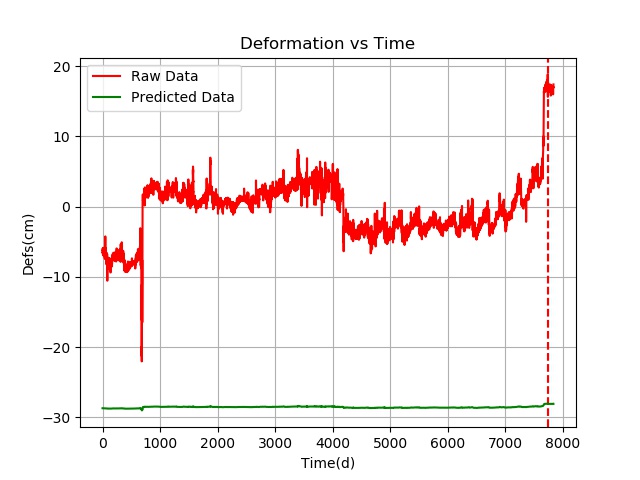 Deformation vs Time
Raw Data
Predicted Data
20
10
0
−10
−20
−30
Defs(cm)
0 1000 2000 3000 4000 5000 6000 7000 8000
Time(d)